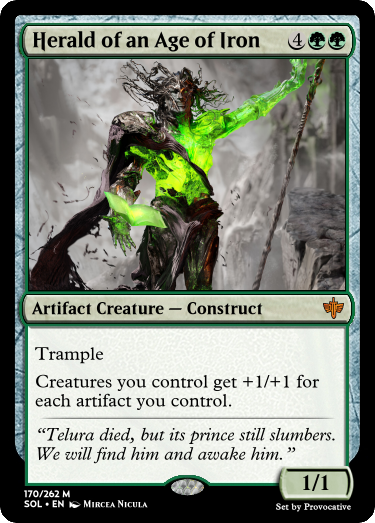 Herald of an Age of Iron 4
Artifact Creature — Construct
Trample
Creatures you control get +1/+1 for
each artifact you control.
“Telura died, but its prince still slumbers.
We will find him and awake him.”
1/1
170/262 M
SOL • EN Mircea Nicula
Set by Provocative